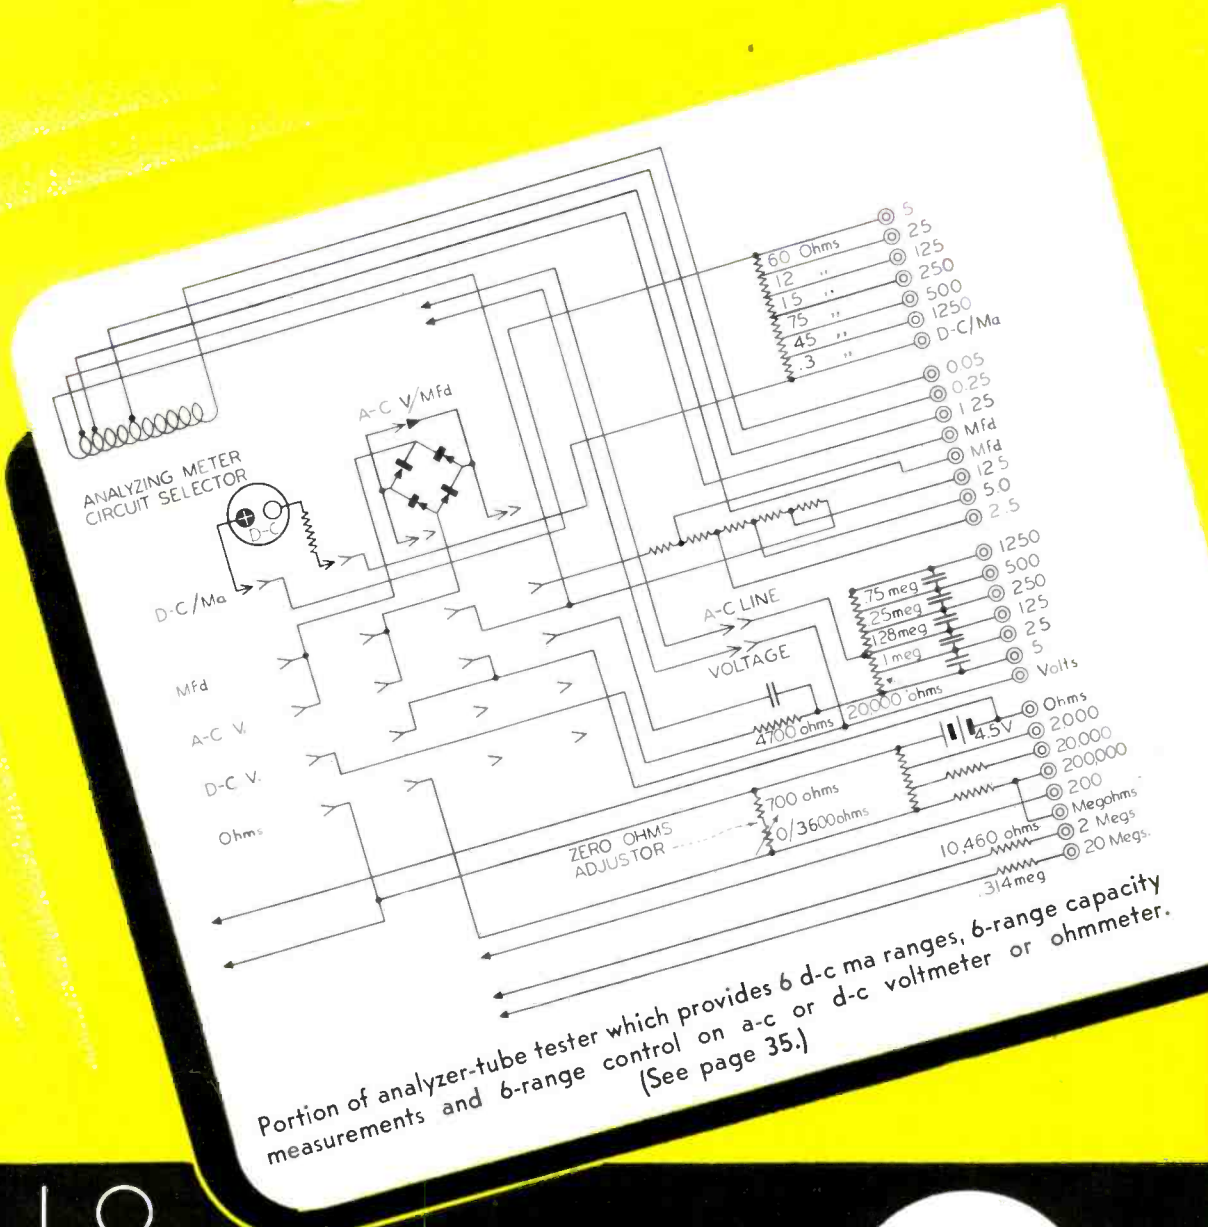 5
25
60 Ohms
125
12 "
250
15 "
500
75 "
1250
45 "
D-C/Ma
.3 "
0.05
0.25
1 25
Mfd
Mfd
12 5
5.0
2.5
A-C V/Mfd
ANALYZING METER
CIRCUIT SELECTOR
D-C
D-C/Ma
Mfd
A-C V.
D-C V.
Ohms
A-C LINE
VOLTAGE
1250
.75 meg
500
.25meg
250
.128meg
125
.1 meg
25
5
20,000 ohms
Volts
4700 ohms
4.5V
Ohms
2,000
20,000
200,000
200
Megohms
2 Megs
20 Megs.
700 ohms
0/3600ohms
ZERO OHMS
ADJUSTOR
10,460 ohms
.314meg
Portion of analyzer-tube tester which provides 6 d-c ma ranges, 6-range capacity
measurements and 6-range control on a-c or d-c voltmeter or ohmmeter.
(See page 35.)